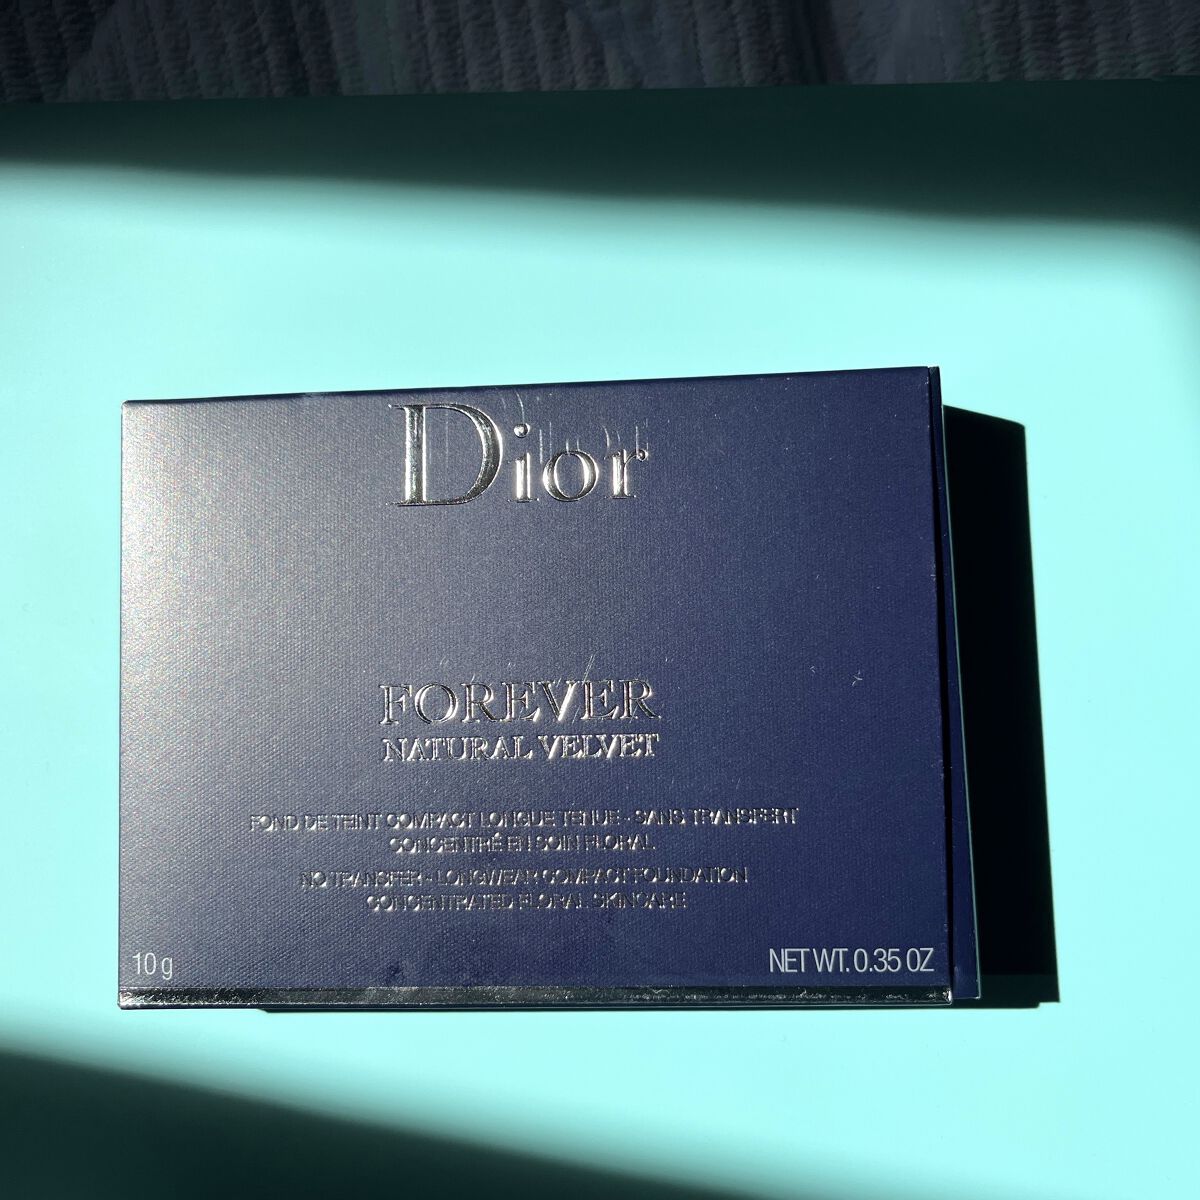 Dior
FOREVER
NATURAL VELVET
FOND DE TEINT COMPACT LONGUE TENUE - SANS TRANSFERT
CONCENTRÉ EN SOIN FLORAL
NO TRANSFER - LONGWEAR COMPACT FOUNDATION
CONCENTRATED FLORAL SKINCARE
10 g
NET WT. 0.35 OZ